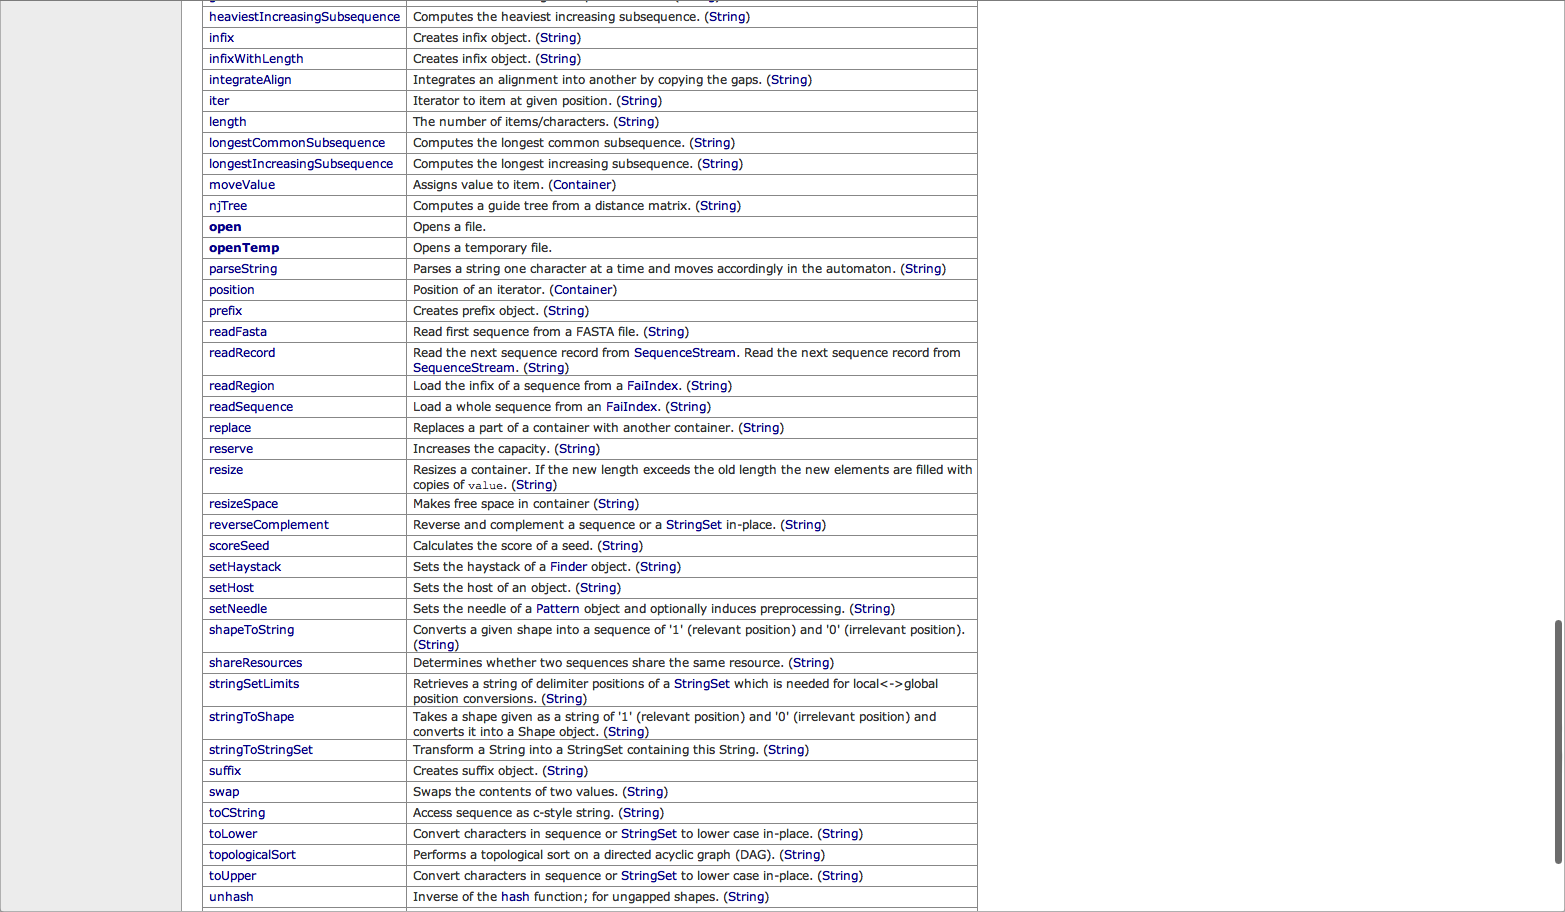 heaviestIncreasingSubsequence Computes the heaviest increasing subsequence. (String)
infix Creates infix object. (String)
infixWithLength Creates infix object. (String)
integrateAlign Integrates an alignment into another by copying the gaps. (String)
iter Iterator to item at given position. (String)
length The number of items/characters. (String)
longestCommonSubsequence Computes the longest common subsequence. (String)
longestIncreasingSubsequence Computes the longest increasing subsequence. (String)
moveValue Assigns value to item. (Container)
njTree Computes a guide tree from a distance matrix. (String)
open Opens a file.
openTemp Opens a temporary file.
parseString Parses a string one character at a time and moves accordingly in the automaton. (String)
position Position of an iterator. (Container)
prefix Creates prefix object. (String)
readFasta Read first sequence from a FASTA file. (String)
readRecord Read the next sequence record from SequenceStream. Read the next sequence record from
SequenceStream. (String)
readRegion Load the infix of a sequence from a FaiIndex. (String)
readSequence Load a whole sequence from an FaiIndex. (String)
replace Replaces a part of a container with another container. (String)
reserve Increases the capacity. (String)
resize Resizes a container. If the new length exceeds the old length the new elements are filled with
copies of value. (String)
resizeSpace Makes free space in container (String)
reverseComplement Reverse and complement a sequence or a StringSet in-place. (String)
scoreSeed Calculates the score of a seed. (String)
setHaystack Sets the haystack of a Finder object. (String)
setHost Sets the host of an object. (String)
setNeedle Sets the needle of a Pattern object and optionally induces preprocessing. (String)
shapeToString Converts a given shape into a sequence of '1' (relevant position) and '0' (irrelevant position).
(String)
shareResources Determines whether two sequences share the same resource. (String)
stringSetLimits Retrieves a string of delimiter positions of a StringSet which is needed for local<->global
position conversions. (String)
stringToShape Takes a shape given as a string of '1' (relevant position) and '0' (irrelevant position) and
converts it into a Shape object. (String)
stringToStringSet Transform a String into a StringSet containing this String. (String)
suffix Creates suffix object. (String)
swap Swaps the contents of two values. (String)
toCString Access sequence as c-style string. (String)
toLower Convert characters in sequence or StringSet to lower case in-place. (String)
topologicalSort Performs a topological sort on a directed acyclic graph (DAG). (String)
toUpper Convert characters in sequence or StringSet to lower case in-place. (String)
unhash Inverse of the hash function; for ungapped shapes. (String)